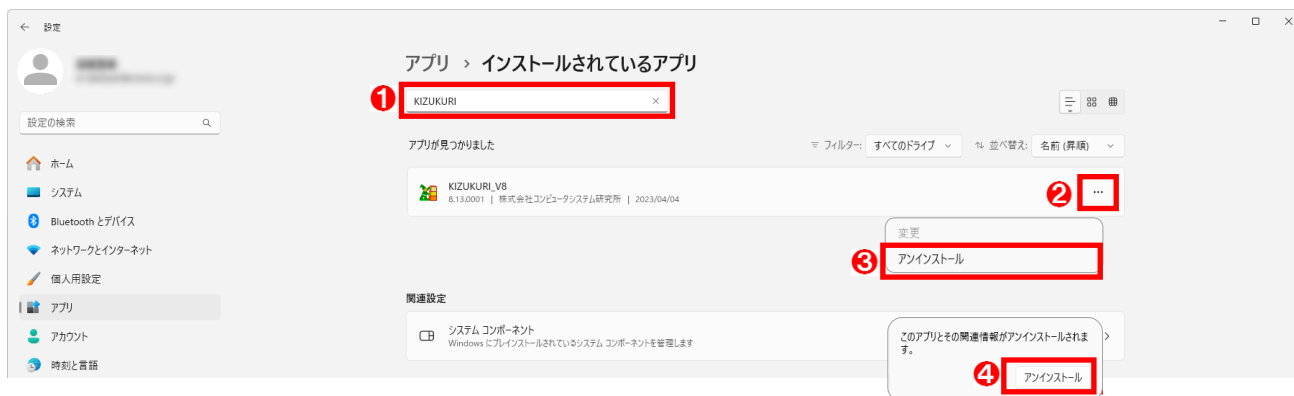 ← 設定
アプリ > インストールされているアプリ
❶
KIZUKURI ×
設定の検索
アプリが見つかりました
フィルター: すべてのドライブ
並べ替え: 名前 (昇順)
ホーム
システム
Bluetooth とデバイス
ネットワークとインターネット
個人用設定
アプリ
アカウント
時刻と言語
KIZUKURI_V8
8.13.0001 | 株式会社コンピュータシステム研究所 | 2023/04/04
❷ …
変更
❸ アンインストール
関連設定
システム コンポーネント
Windows にプレインストールされているシステム コンポーネントを管理します
このアプリとその関連情報がアンインストールされま
す。
❹ アンインストール